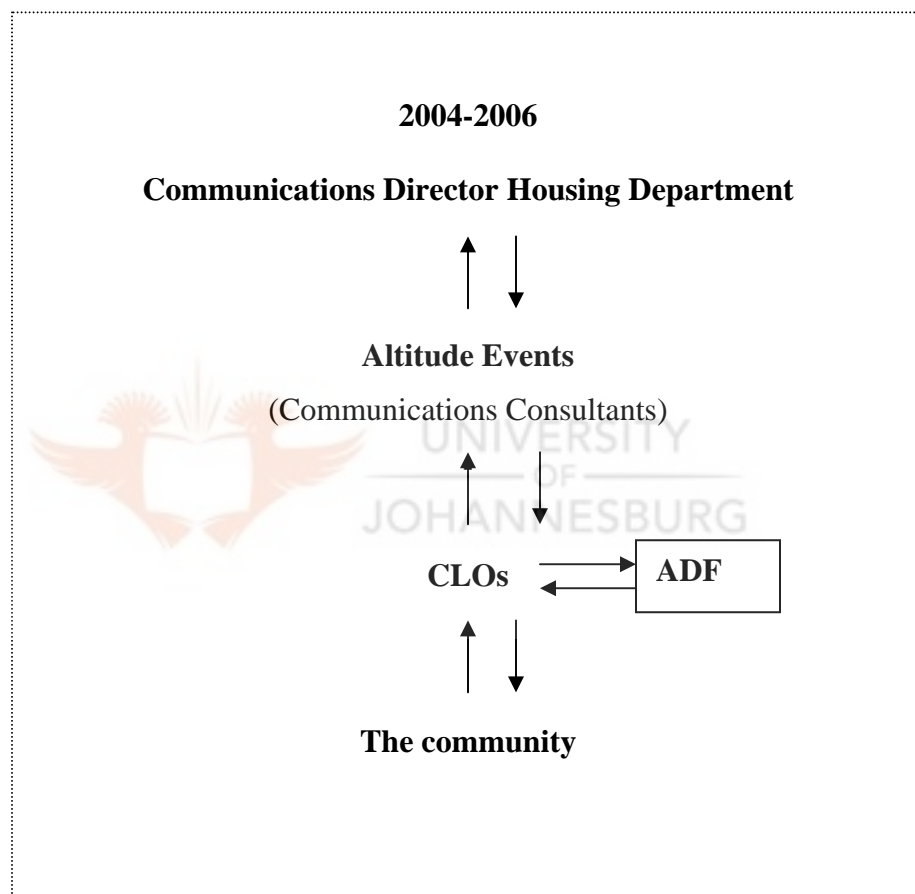 2004-2006
Communications Director Housing Department
Altitude Events
(Communications Consultants)
UNIVERSITY
OF
JOHANNESBURG
CLOs
ADF
The community